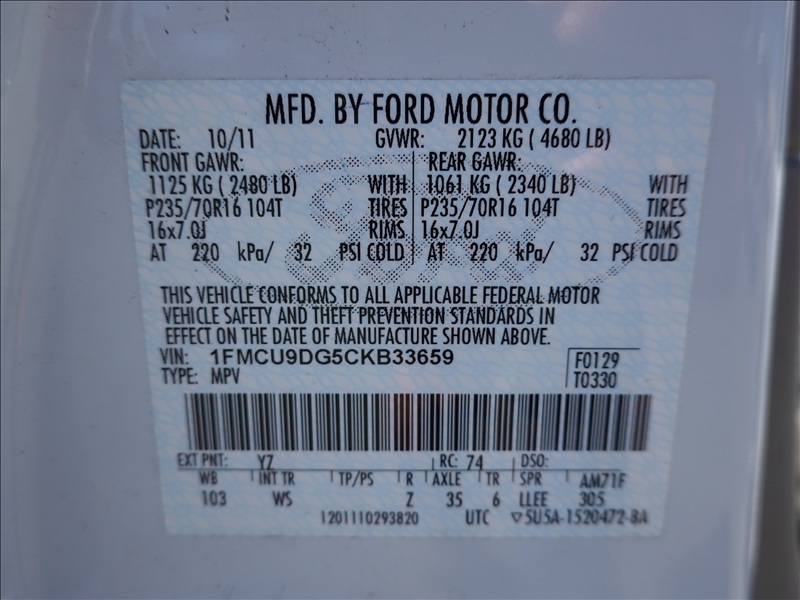 MFD. BY FORD MOTOR CO.
DATE: 10/11 GVWR: 2123 KG ( 4680 LB)
FRONT GAWR: REAR GAWR:
1125 KG ( 2480 LB) WITH 1061 KG ( 2340 LB) WITH
P235/70R16 104T TIRES P235/70R16 104T TIRES
16x7.0J RIMS 16x7.0J RIMS
AT 220 kPa/ 32 PSI COLD AT 220 kPa/ 32 PSI COLD
THIS VEHICLE CONFORMS TO ALL APPLICABLE FEDERAL MOTOR
VEHICLE SAFETY AND THEFT PREVENTION STANDARDS IN
EFFECT ON THE DATE OF MANUFACTURE SHOWN ABOVE.
VIN: 1FMCU9DG5CKB33659 F0129
TYPE: MPV T0330
EXT PNT: YZ RC: 74 DSO:
WB INT TR TP/PS R AXLE TR SPR AM71F
103 WS Z 35 6 LLEE 305
1201110293820 UTC ▽5U5A-1520472-BA